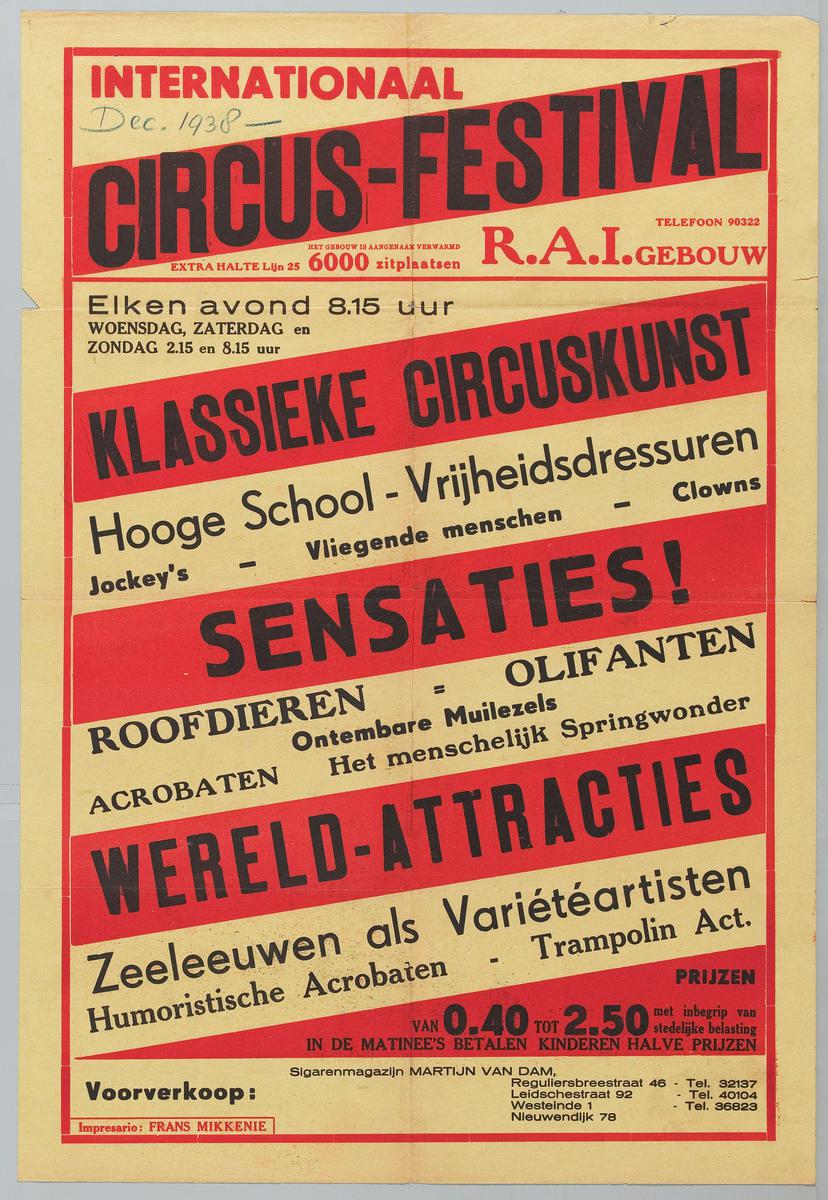 INTERNATIONAAL
Dec. 1938 —
CIRCUS-FESTIVAL
TELEFOON 90322
EXTRA HALTE Lijn 25
HET GEBOUW IS AANGENAAM VERWARMD
6000 zitplaatsen
R.A.I. GEBOUW
Elken avond 8.15 uur
WOENSDAG, ZATERDAG en
ZONDAG 2.15 en 8.15 uur
KLASSIEKE CIRCUSKUNST
Hooge School - Vrijheidsdressuren
Jockey's – Vliegende menschen – Clowns
SENSATIES!
ROOFDIEREN = OLIFANTEN
Ontembare Muilezels
ACROBATEN Het menschelijk Springwonder
WERELD-ATTRACTIES
Zeeleeuwen als Variétéartisten
Humoristische Acrobaten - Trampolin Act.
PRIJZEN
VAN 0.40 TOT 2.50 met inbegrip van
stedelijke belasting
IN DE MATINEE'S BETALEN KINDEREN HALVE PRIJZEN
Voorverkoop:
Sigarenmagazijn MARTIJN VAN DAM,
Reguliersbreestraat 46 - Tel. 32137
Leidschestraat 92 - Tel. 40104
Westeinde 1 - Tel. 36823
Nieuwendijk 78
Impresario: FRANS MIKKENIE